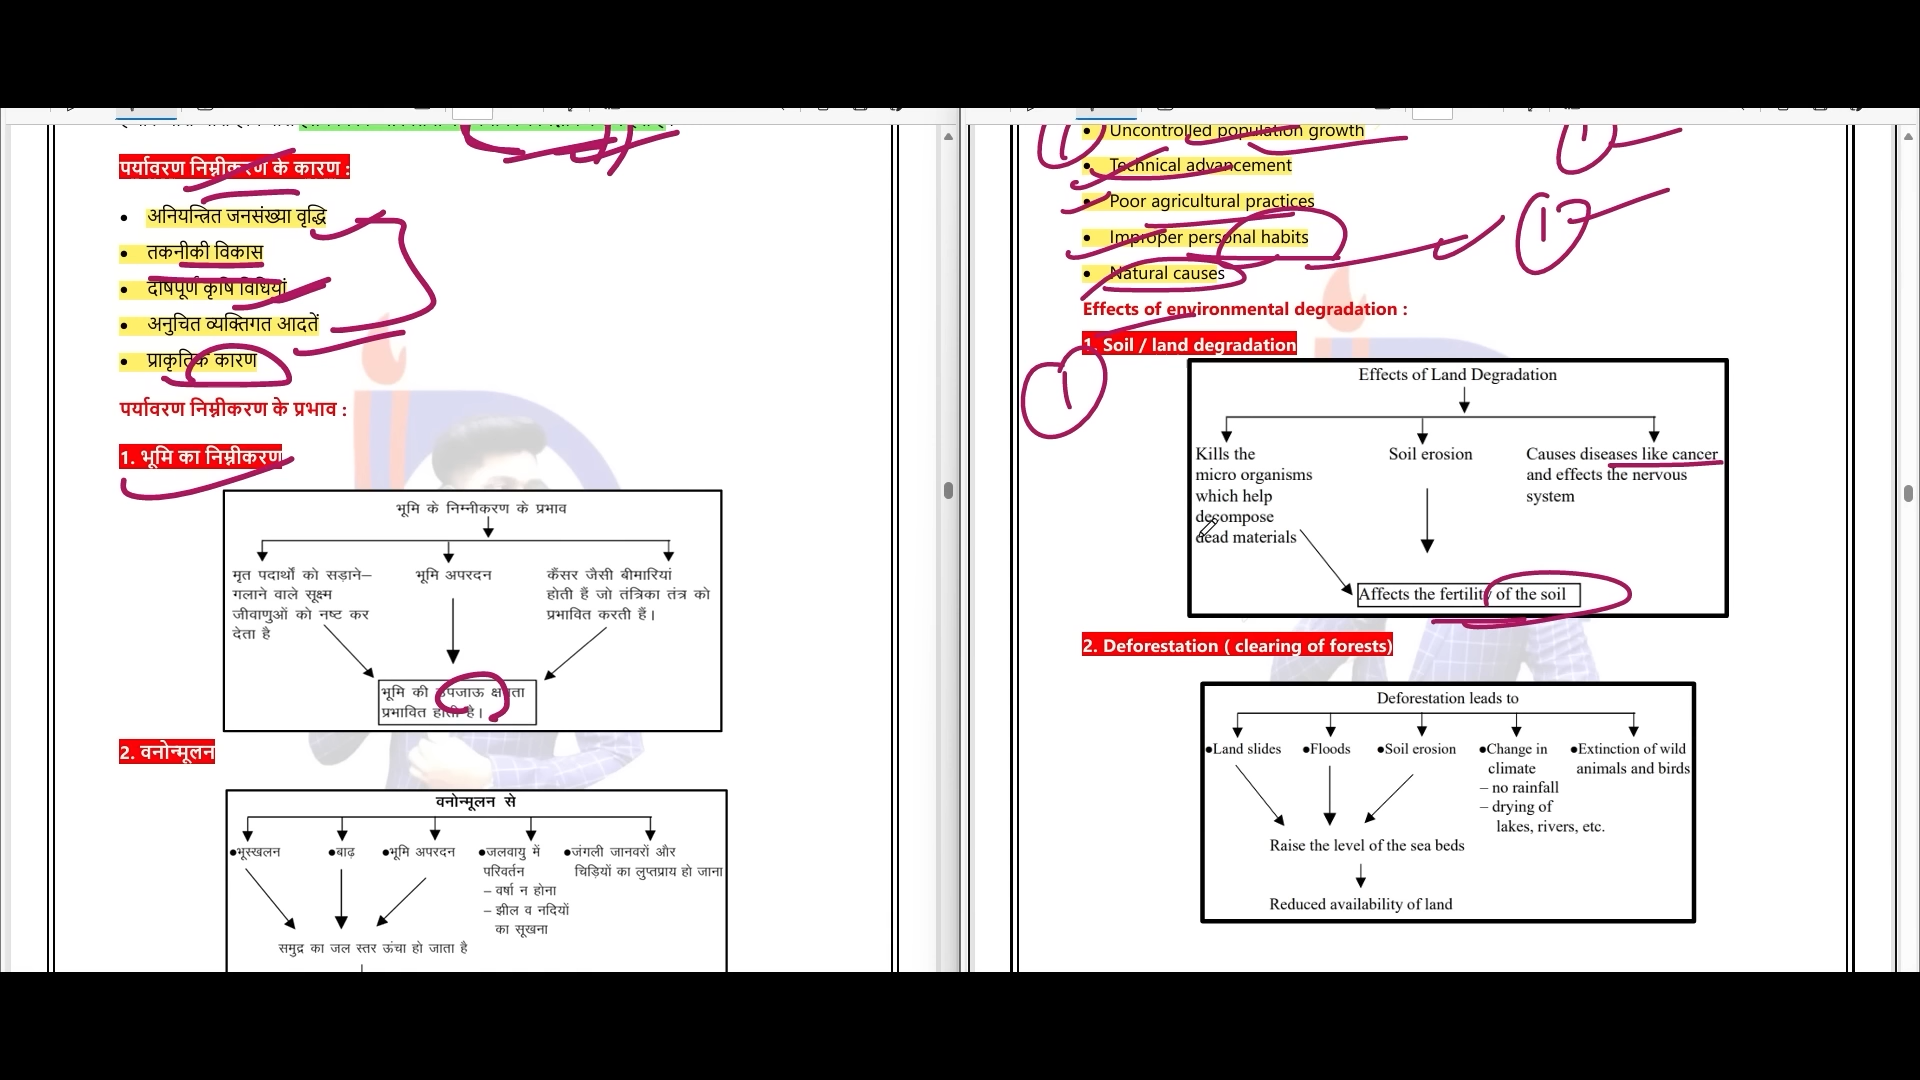 पर्यावरण निम्नीकरण के कारण :
• अनियन्त्रित जनसंख्या वृद्धि
• तकनीकी विकास
• दोषपूर्ण कृषि विधियां
• अनुचित व्यक्तिगत आदतें
• प्राकृतिक कारण
पर्यावरण निम्नीकरण के प्रभाव :
1. भूमि का निम्नीकरण
भूमि के निम्नीकरण के प्रभाव
मृत पदार्थों को सड़ाने–
गलाने वाले सूक्ष्म
जीवाणुओं को नष्ट कर
देता है
भूमि अपरदन
कैंसर जैसी बीमारियां
होती हैं जो तंत्रिका तंत्र को
प्रभावित करती हैं।
भूमि की उपजाऊ क्षमता
प्रभावित होती है।
2. वनोन्मूलन
वनोन्मूलन से
•भूस्खलन
•बाढ़
•भूमि अपरदन
•जलवायु में
परिवर्तन
– वर्षा न होना
– झील व नदियों
का सूखना
•जंगली जानवरों और
चिड़ियों का लुप्तप्राय हो जाना
समुद्र का जल स्तर ऊंचा हो जाता है
• Uncontrolled population growth
• Technical advancement
• Poor agricultural practices
• Improper personal habits
• Natural causes
Effects of environmental degradation :
1. Soil / land degradation
Effects of Land Degradation
Kills the
micro organisms
which help
decompose
dead materials
Soil erosion
Causes diseases like cancer
and effects the nervous
system
Affects the fertility of the soil
2. Deforestation ( clearing of forests)
Deforestation leads to
•Land slides
•Floods
•Soil erosion
•Change in
climate
– no rainfall
– drying of
lakes, rivers, etc.
•Extinction of wild
animals and birds
Raise the level of the sea beds
Reduced availability of land